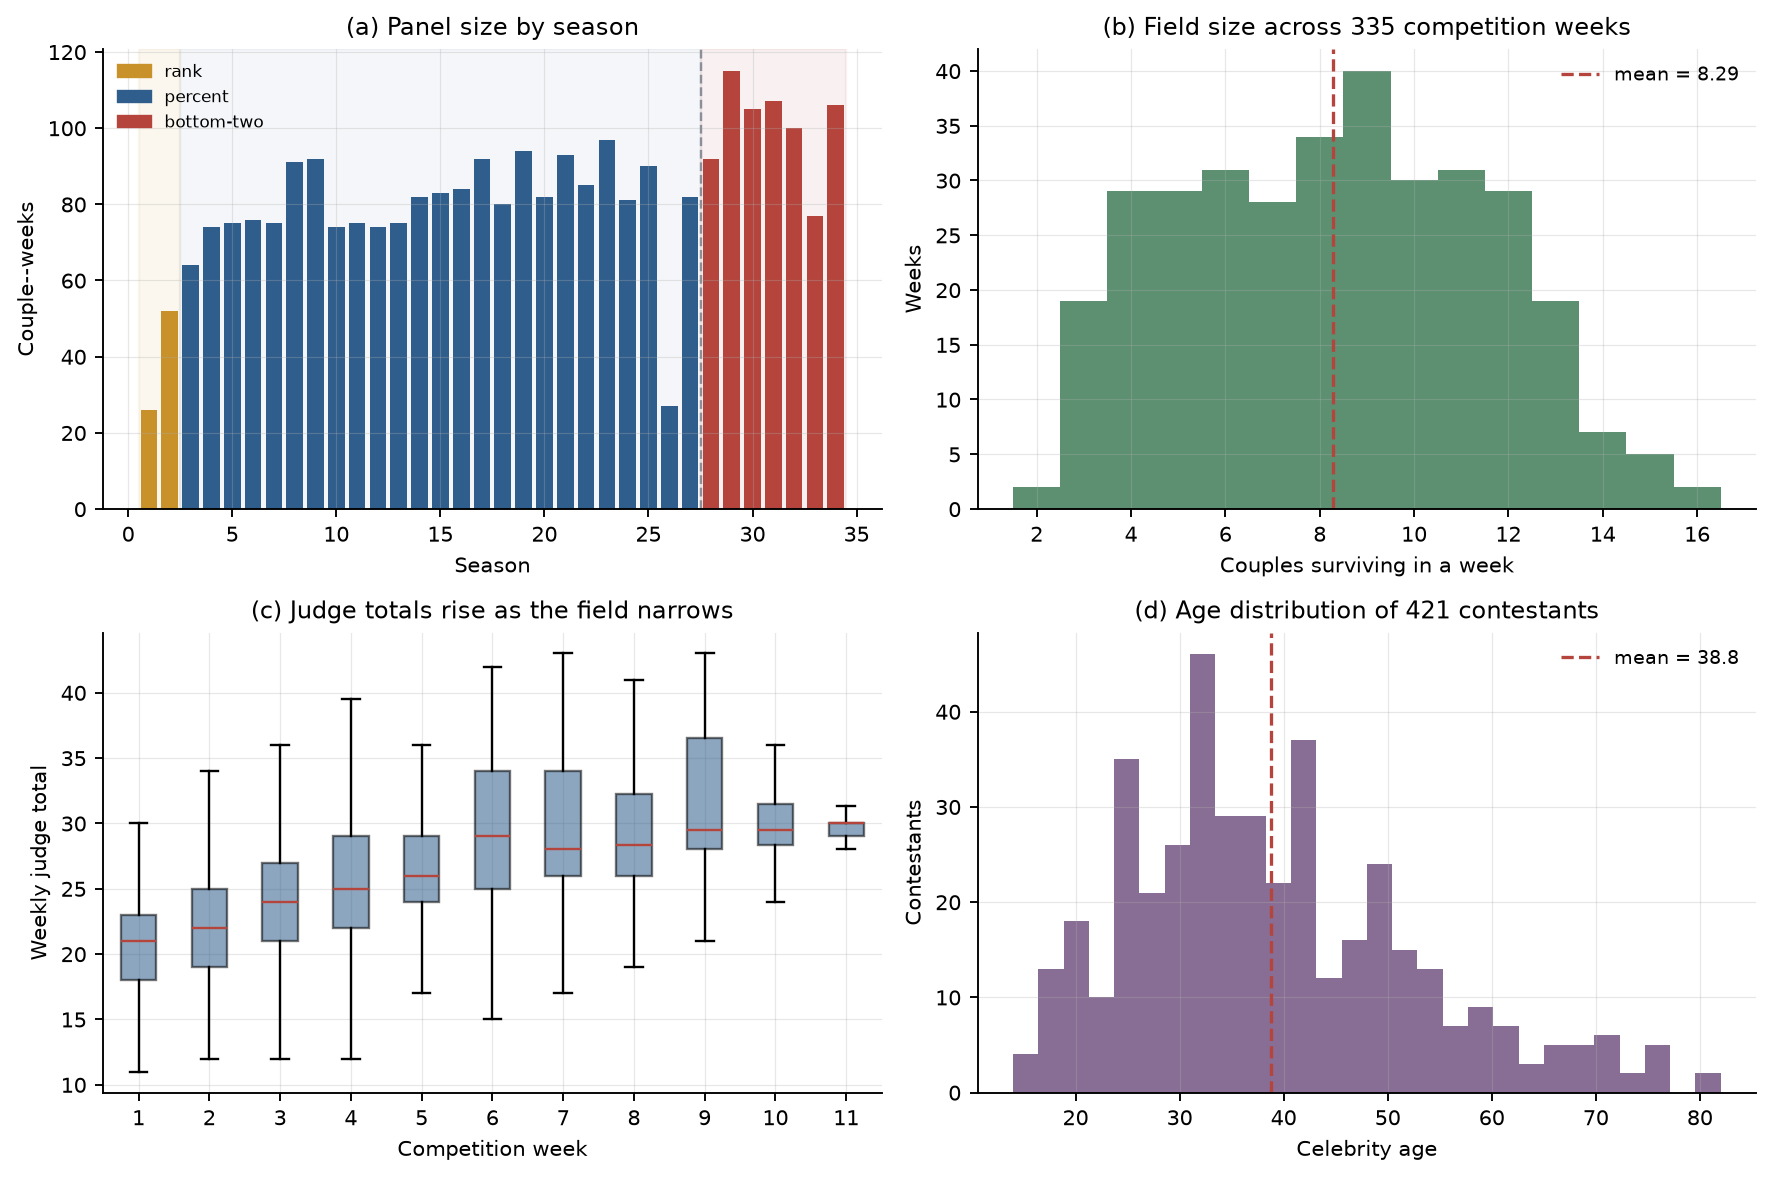 (a) Panel size by season
rank
percent
bottom-two
Couple--weeks
120
100
80
60
40
20
0
0 5 10 15 20 25 30 35
Season
(b) Field size across 335 competition weeks
mean = 8.29
Weeks
40
35
30
25
20
15
10
5
0
2 4 6 8 10 12 14 16
Couples surviving in a week
(c) Judge totals rise as the field narrows
Weekly judge total
40
35
30
25
20
15
10
1 2 3 4 5 6 7 8 9 10 11
Competition week
(d) Age distribution of 421 contestants
mean = 38.8
Contestants
40
30
20
10
0
20 30 40 50 60 70 80
Celebrity age